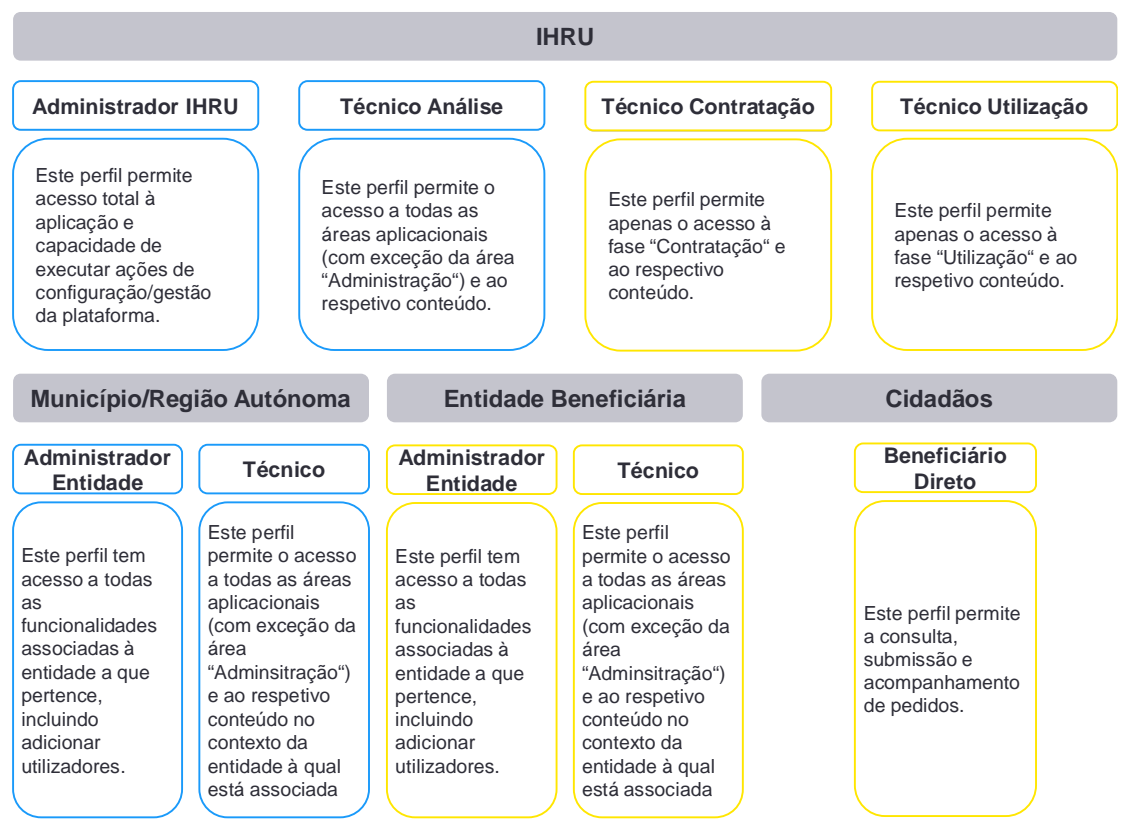 IHRU
Administrador IHRU
Este perfil permite
acesso total à
aplicação e
capacidade de
executar ações de
configuração/gestão
da plataforma.
Técnico Análise
Este perfil permite o
acesso a todas as
áreas aplicacionais
(com exceção da área
“Administração“) e ao
respetivo conteúdo.
Técnico Contratação
Este perfil permite
apenas o acesso à
fase “Contratação“ e
ao respectivo
conteúdo.
Técnico Utilização
Este perfil permite
apenas o acesso à
fase “Utilização“ e ao
respetivo conteúdo.
Município/Região Autónoma
Administrador
Entidade
Este perfil tem
acesso a todas
as
funcionalidades
associadas à
entidade a que
pertence,
incluindo
adicionar
utilizadores.
Técnico
Este perfil
permite o acesso
a todas as áreas
aplicacionais
(com exceção da
área
“Adminsitração“)
e ao respetivo
conteúdo no
contexto da
entidade à qual
está associada
Entidade Beneficiária
Administrador
Entidade
Este perfil tem
acesso a todas
as
funcionalidades
associadas à
entidade a que
pertence,
incluindo
adicionar
utilizadores.
Técnico
Este perfil
permite o acesso
a todas as áreas
aplicacionais
(com exceção da
área
“Adminsitração“)
e ao respetivo
conteúdo no
contexto da
entidade à qual
está associada
Cidadãos
Beneficiário
Direto
Este perfil permite
a consulta,
submissão e
acompanhamento
de pedidos.